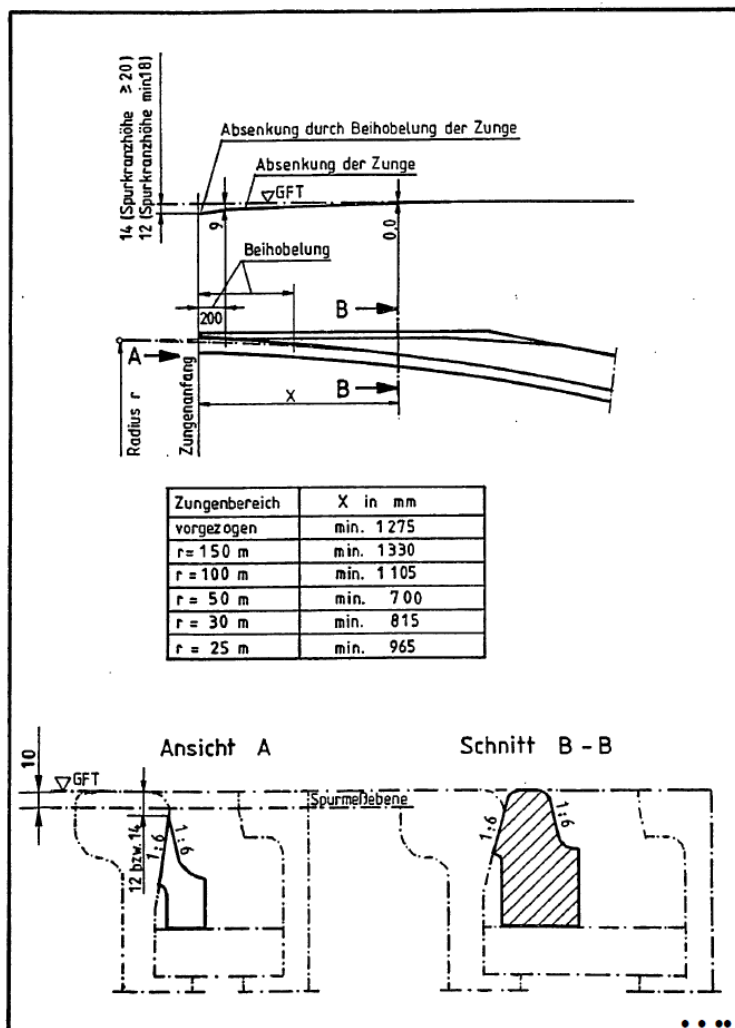 14 (Spurkranzhöhe ≥ 20)
12 (Spurkranzhöhe min.18)
Absenkung durch Beihobelung der Zunge
Absenkung der Zunge
GFT
9
0,0
Beihobelung
200
B
A
B
X
Radius r
Zungenanfang
Zungenbereich X in mm
vorgezogen min. 1275
r = 150 m min. 1330
r = 100 m min. 1105
r = 50 m min. 700
r = 30 m min. 815
r = 25 m min. 965
Ansicht A Schnitt B - B
10
GFT
Spurmeßebene
12 bzw. 14
1:6 1:6
1:6 1:6